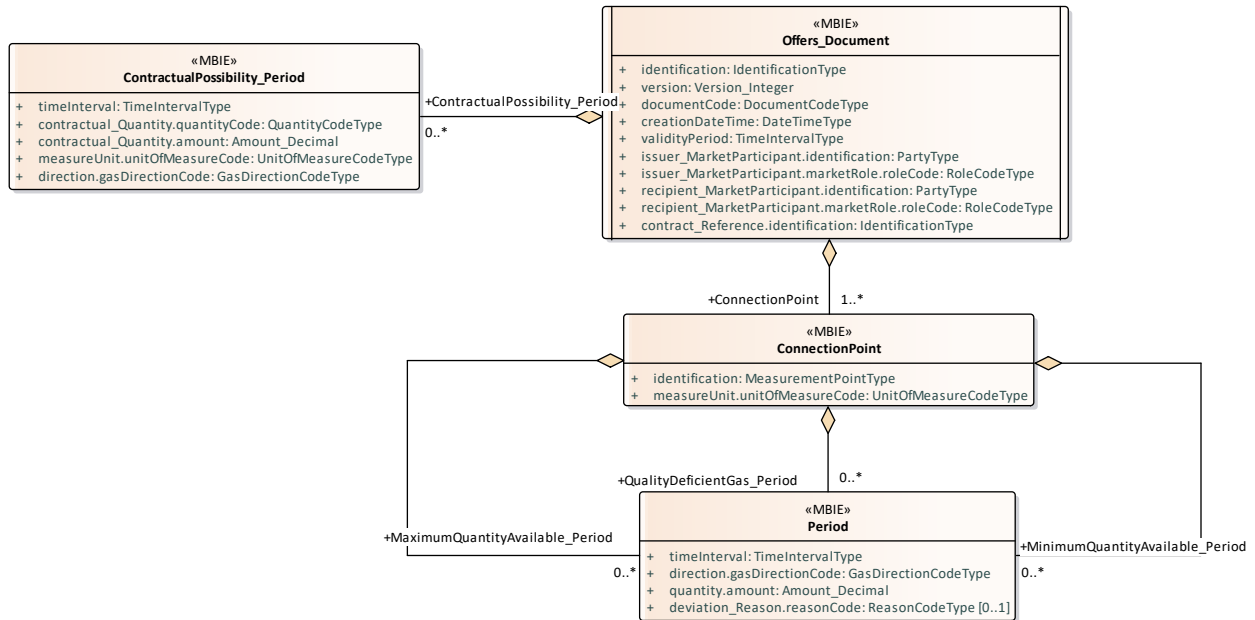 «MBIE»
Offers_Document
+ identification: IdentificationType
+ version: Version_Integer
+ documentCode: DocumentCodeType
+ creationDateTime: DateTimeType
+ validityPeriod: TimeIntervalType
+ issuer_MarketParticipant.identification: PartyType
+ issuer_MarketParticipant.marketRole.roleCode: RoleCodeType
+ recipient_MarketParticipant.identification: PartyType
+ recipient_MarketParticipant.marketRole.roleCode: RoleCodeType
+ contract_Reference.identification: IdentificationType
«MBIE»
ContractualPossibility_Period
+ timeInterval: TimeIntervalType
+ contractual_Quantity.quantityCode: QuantityCodeType
+ contractual_Quantity.amount: Amount_Decimal
+ measureUnit.unitOfMeasureCode: UnitOfMeasureCodeType
+ direction.gasDirectionCode: GasDirectionCodeType
+ContractualPossibility_Period
0..*
+ConnectionPoint 1..*
«MBIE»
ConnectionPoint
+ identification: MeasurementPointType
+ measureUnit.unitOfMeasureCode: UnitOfMeasureCodeType
+QualityDeficientGas_Period 0..*
+MaximumQuantityAvailable_Period
0..*
«MBIE»
Period
+ timeInterval: TimeIntervalType
+ direction.gasDirectionCode: GasDirectionCodeType
+ quantity.amount: Amount_Decimal
+ deviation_Reason.reasonCode: ReasonCodeType [0..1]
+MinimumQuantityAvailable_Period
0..*